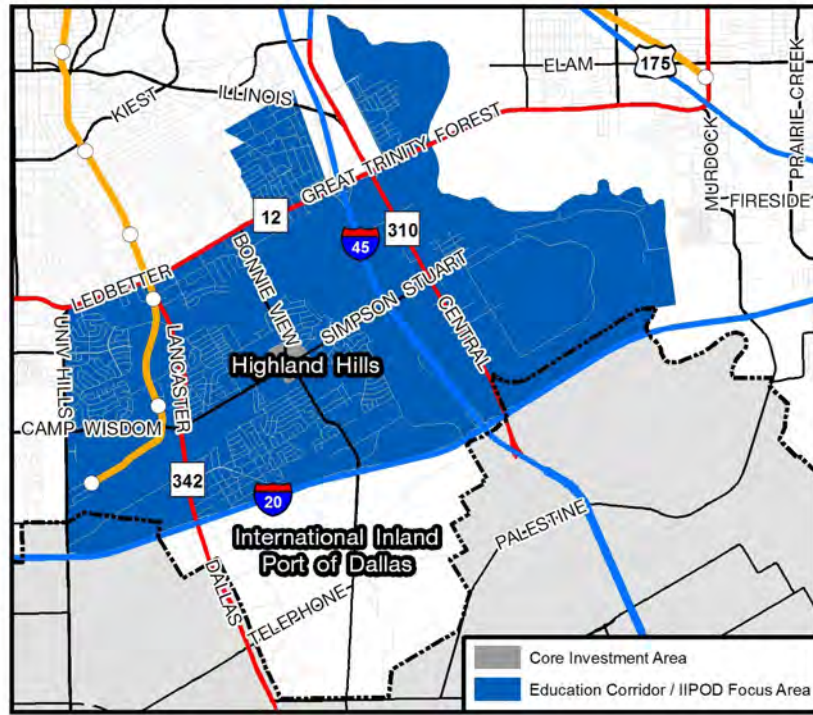 ELAM
175
PRAIRIE CREEK
KIEST
ILLINOIS
GREAT TRINITY FOREST
MURDOCK
FIRESIDE
12
45
310
BONNIE VIEW
SIMPSON STUART
CENTRAL
LEDBETTER
UNIV HILLS
LANCASTER
Highland Hills
CAMP WISDOM
342
20
International Inland
Port of Dallas
PALESTINE
DALLAS
TELEPHONE
Core Investment Area
Education Corridor / IIPOD Focus Area